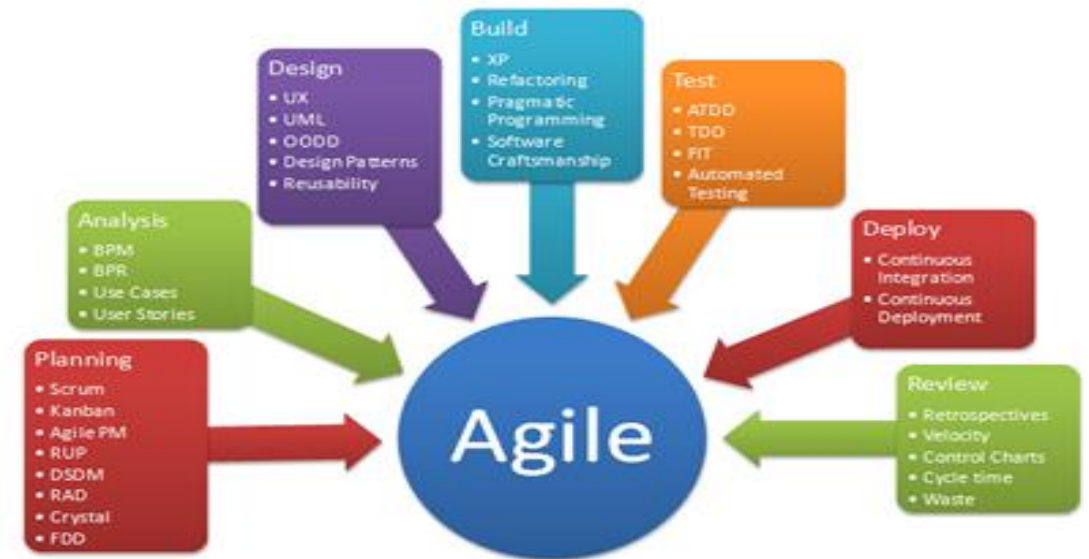 Planning
• Scrum
• Kanban
• Agile PM
• RUP
• DSDM
• RAD
• Crystal
• FDD
Analysis
• BPM
• BPR
• Use Cases
• User Stories
Design
• UX
• UML
• OODD
• Design Patterns
• Reusability
Build
• XP
• Refactoring
• Pragmatic
Programming
• Software
Craftsmanship
Test
• ATDD
• TDD
• FIT
• Automated
Testing
Deploy
• Continuous
Integration
• Continuous
Deployment
Review
• Retrospectives
• Velocity
• Control Charts
• Cycle time
• Waste
Agile